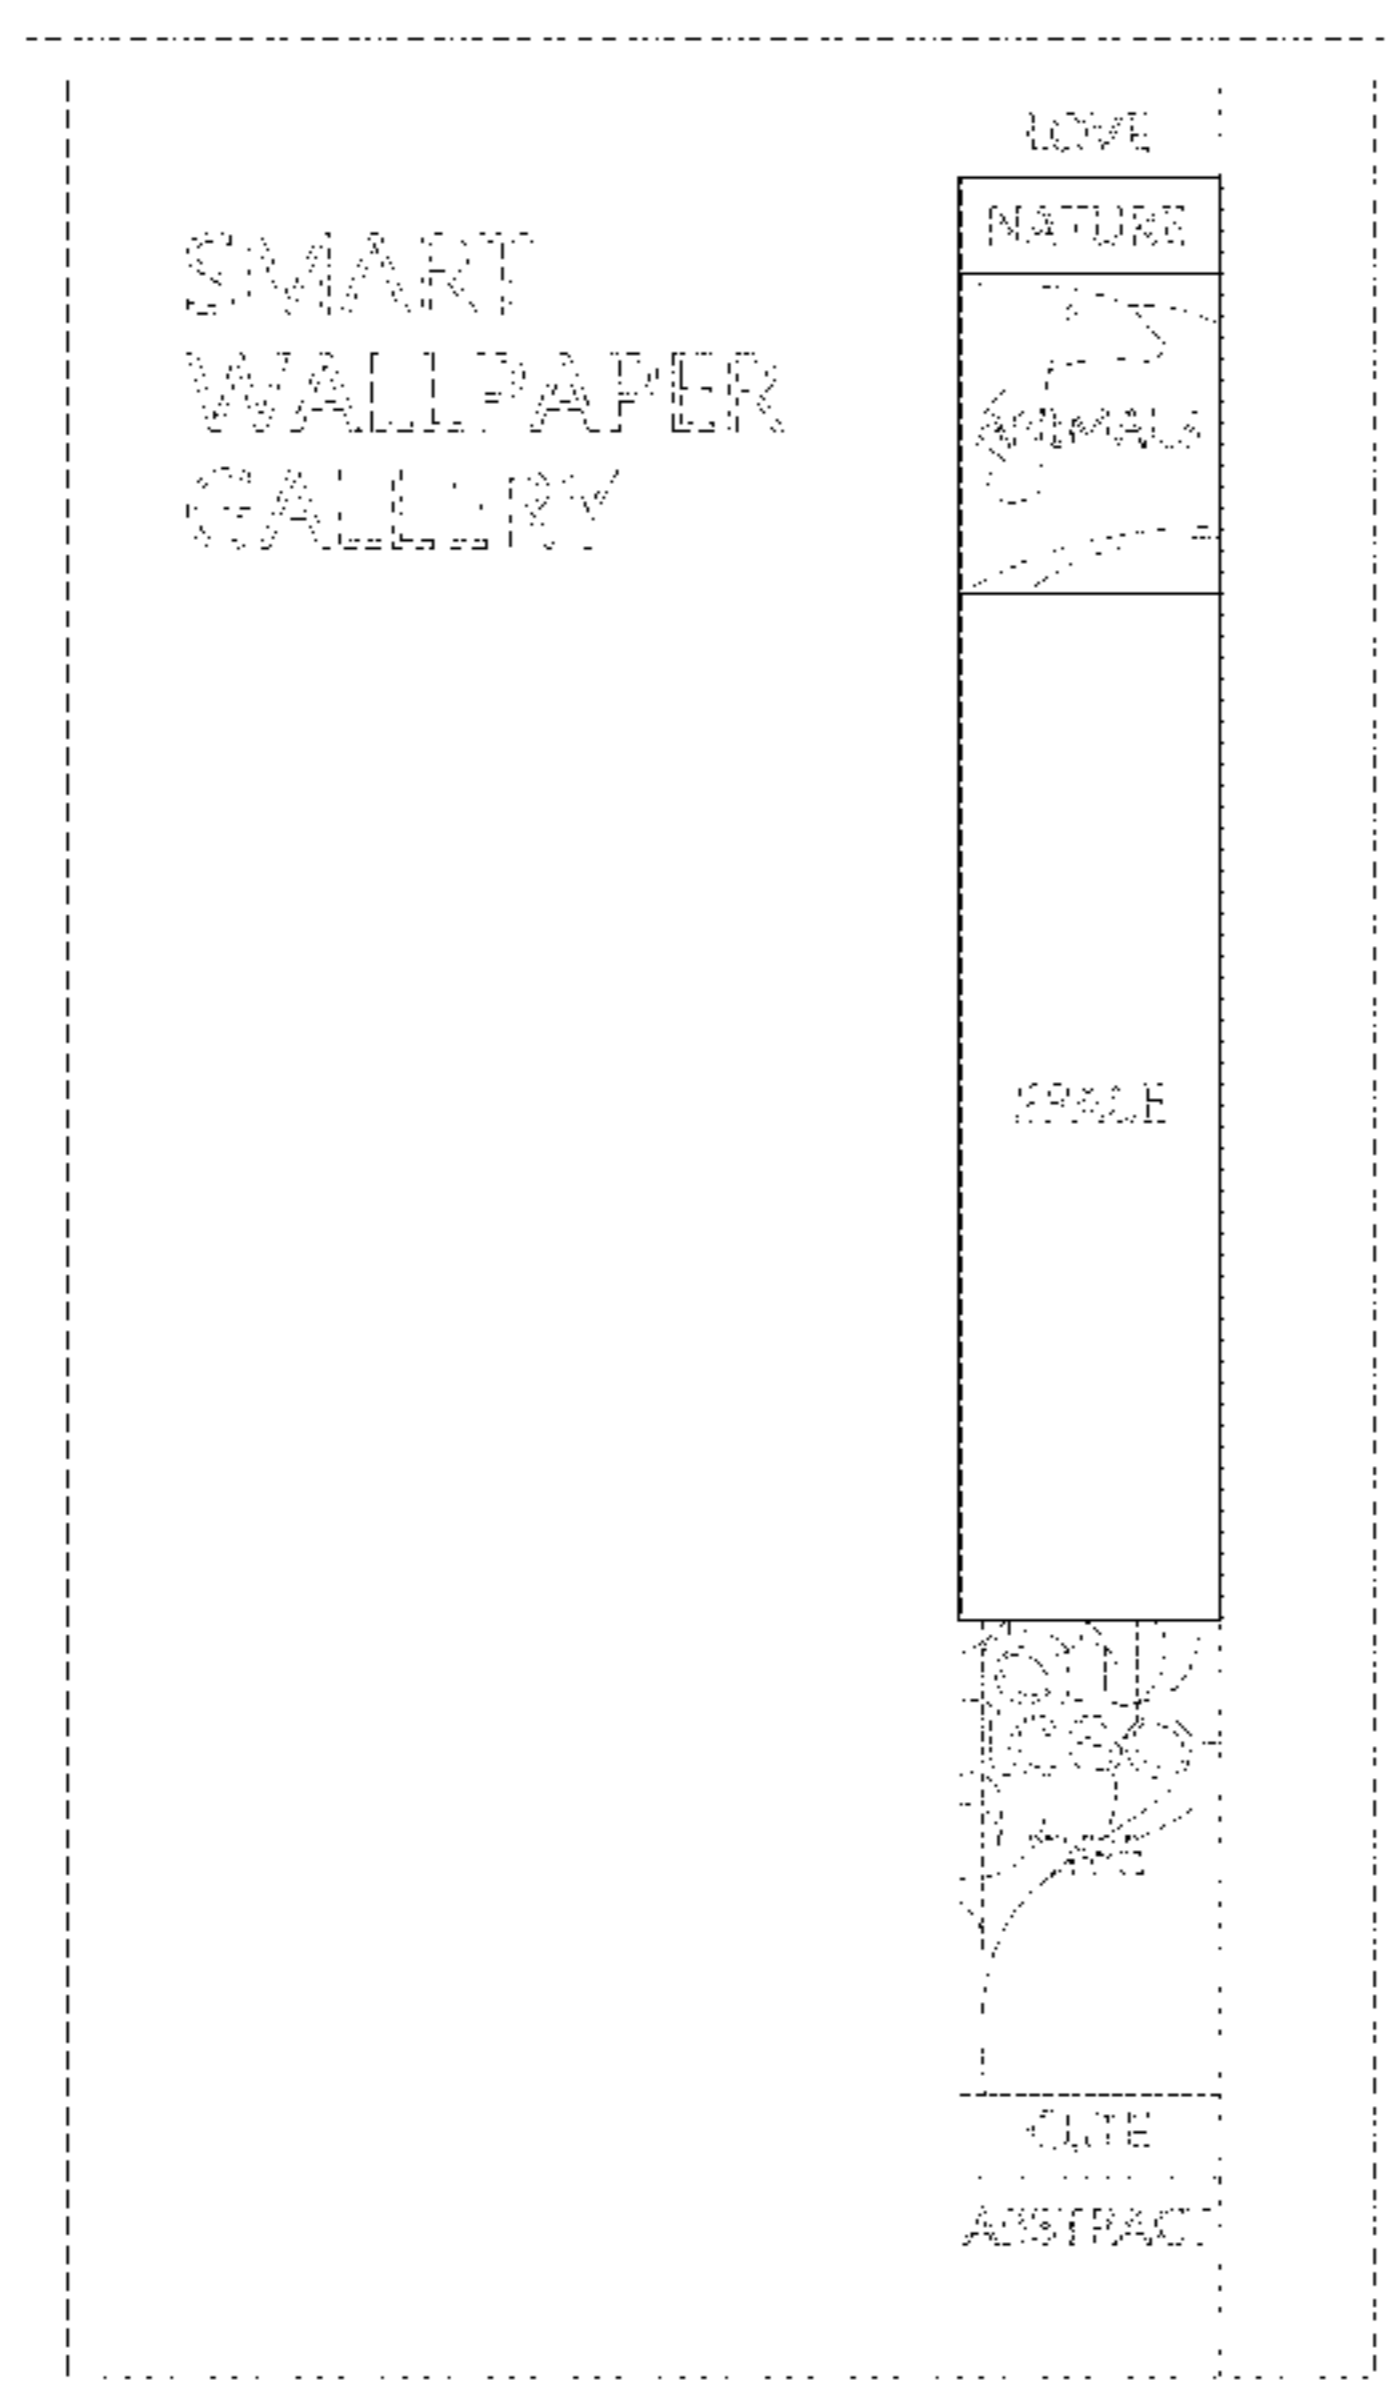 SMART
WALLPAPER
GALLERY
LOVE
NATURE
ANIMALS
SPACE
CUTE
ABSTRACT